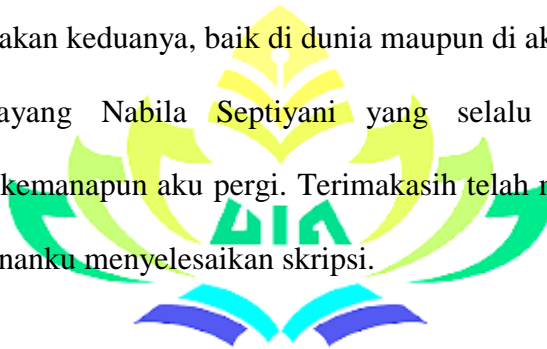 akan keduanya, baik di dunia maupun di ak
ayang Nabila Septiyani yang selalu
kemanapun aku pergi. Terimakasih telah
UIN
nanku menyelesaikan skripsi.